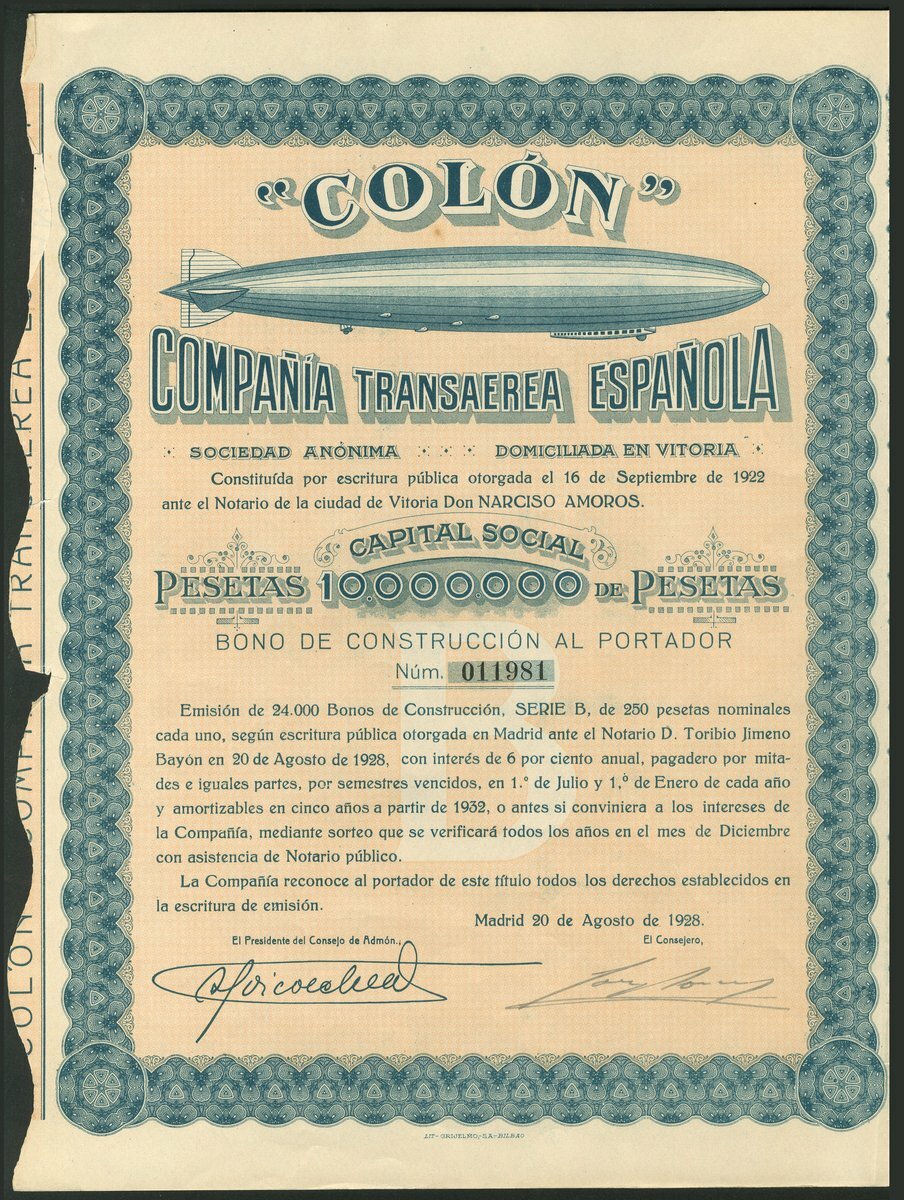 “COLÓN”
COMPAÑÍA TRANSAEREA ESPAÑOLA
SOCIEDAD ANÓNIMA DOMICILIADA EN VITORIA
Constituída por escritura pública otorgada el 16 de Septiembre de 1922
ante el Notario de la ciudad de Vitoria Don NARCISO AMOROS.
CAPITAL SOCIAL
PESETAS 10.000.000 DE PESETAS
BONO DE CONSTRUCCIÓN AL PORTADOR
Núm. 011981
B
Emisión de 24.000 Bonos de Construcción, SERIE B, de 250 pesetas nominales
cada uno, según escritura pública otorgada en Madrid ante el Notario D. Toribio Jimeno
Bayón en 20 de Agosto de 1928, con interés de 6 por ciento anual, pagadero por mita-
des e iguales partes, por semestres vencidos, en 1.º de Julio y 1.º de Enero de cada año
y amortizables en cinco años a partir de 1932, o antes si conviniera a los intereses de
la Compañía, mediante sorteo que se verificará todos los años en el mes de Diciembre
con asistencia de Notario público.
La Compañía reconoce al portador de este título todos los derechos establecidos en
la escritura de emisión.
Madrid 20 de Agosto de 1928.
El Presidente del Consejo de Admón.,
El Consejero,
LIT- GRIJELMO,-S.A.-BILBAO